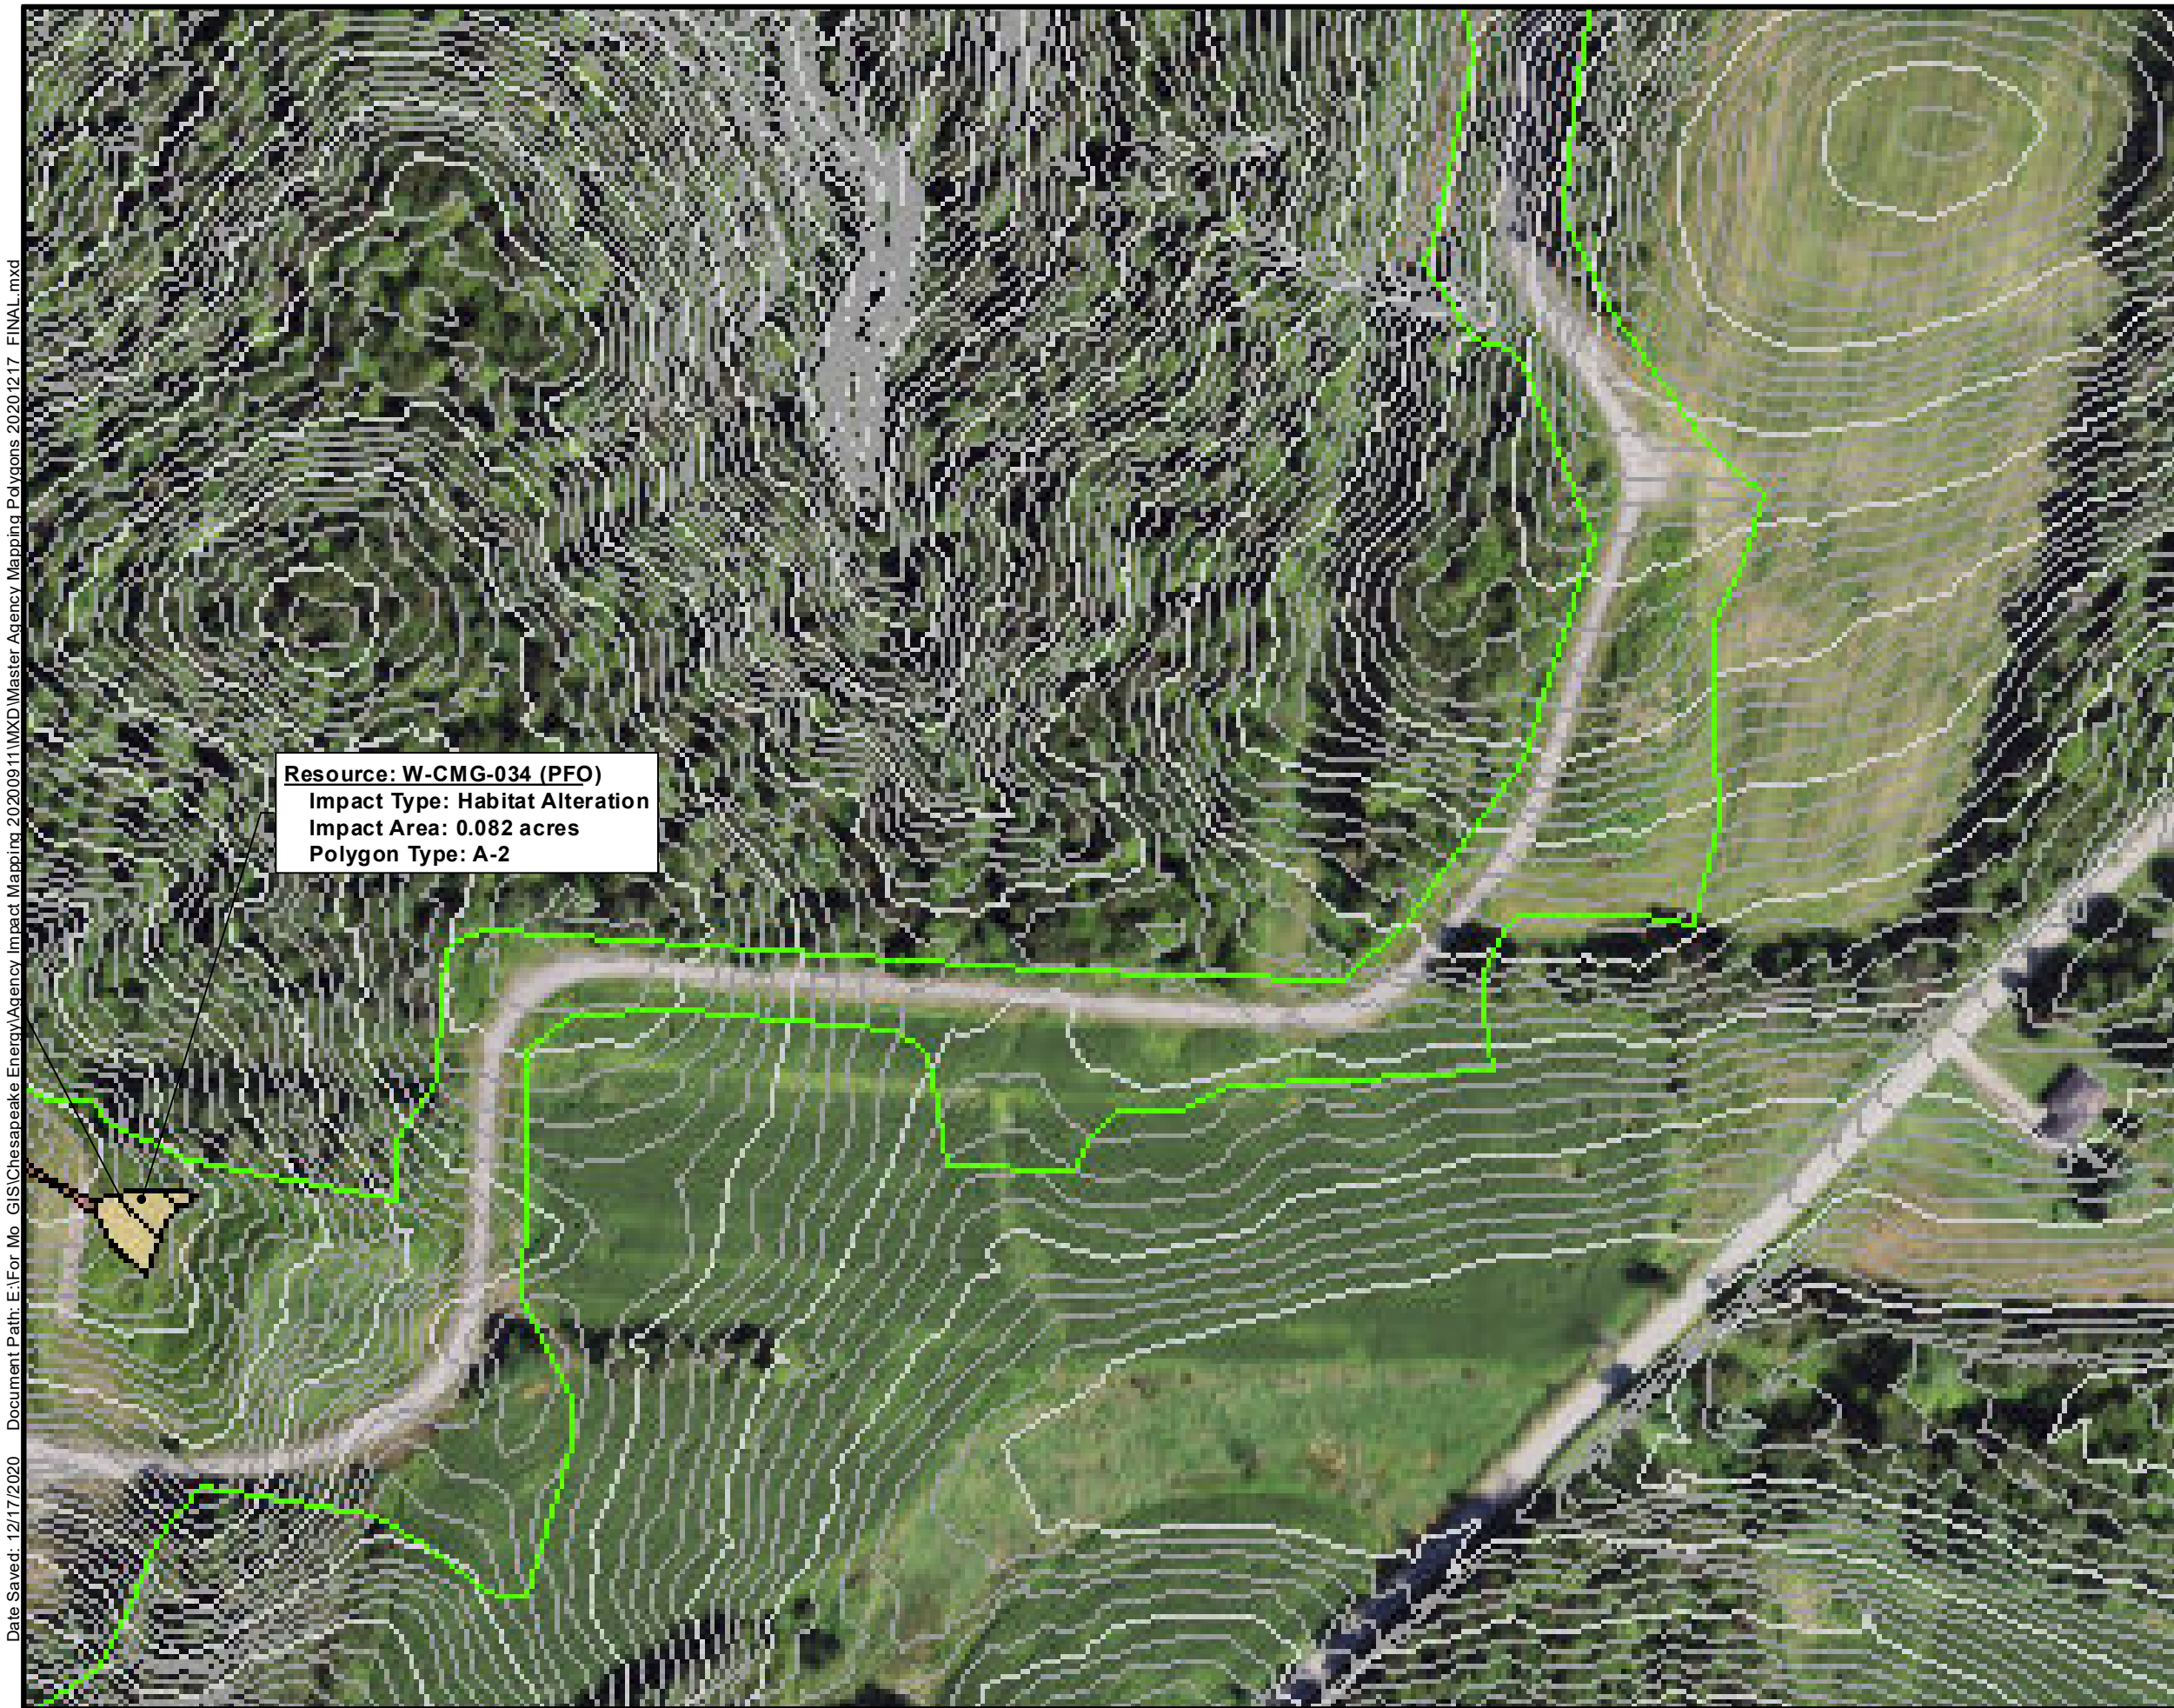 Resource: W-CMG-034 (PFO)
Impact Type: Habitat Alteration
Impact Area: 0.082 acres
Polygon Type: A-2
Date Saved: 12/17/2020 Document Path: E:\For Mo GIS\Chesapeake Energy\Agency Impact Mapping 20200911\MXD\Master Agency Mapping Polygons 20201217 FINAL.mxd